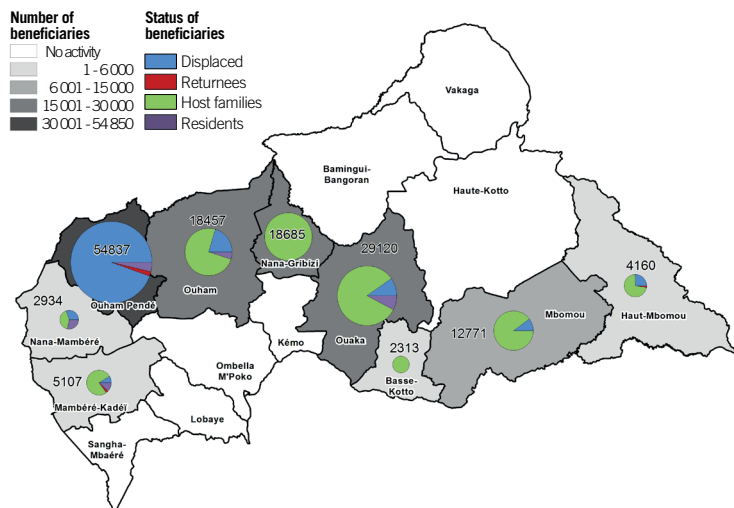 Number of
beneficiaries
No activity
1 - 6 000
6 001 - 15 000
15 001 - 30 000
30 001 - 54 850
Status of
beneficiaries
Displaced
Returnees
Host families
Residents
Vakaga
Bamingui-
Bangoran
Haute-Kotto
18457
18685
54837
29120
Nana-Gribizi
4160
Ouham
2934
Ouham Pendé
Mbomou
Haut-Mbomou
12771
Nana-Mambéré
Kémo
Ouaka
2313
Ombella
M'Poko
5107
Basse-
Kotto
Mambéré-Kadéï
Lobaye
Sangha-
Mbaéré